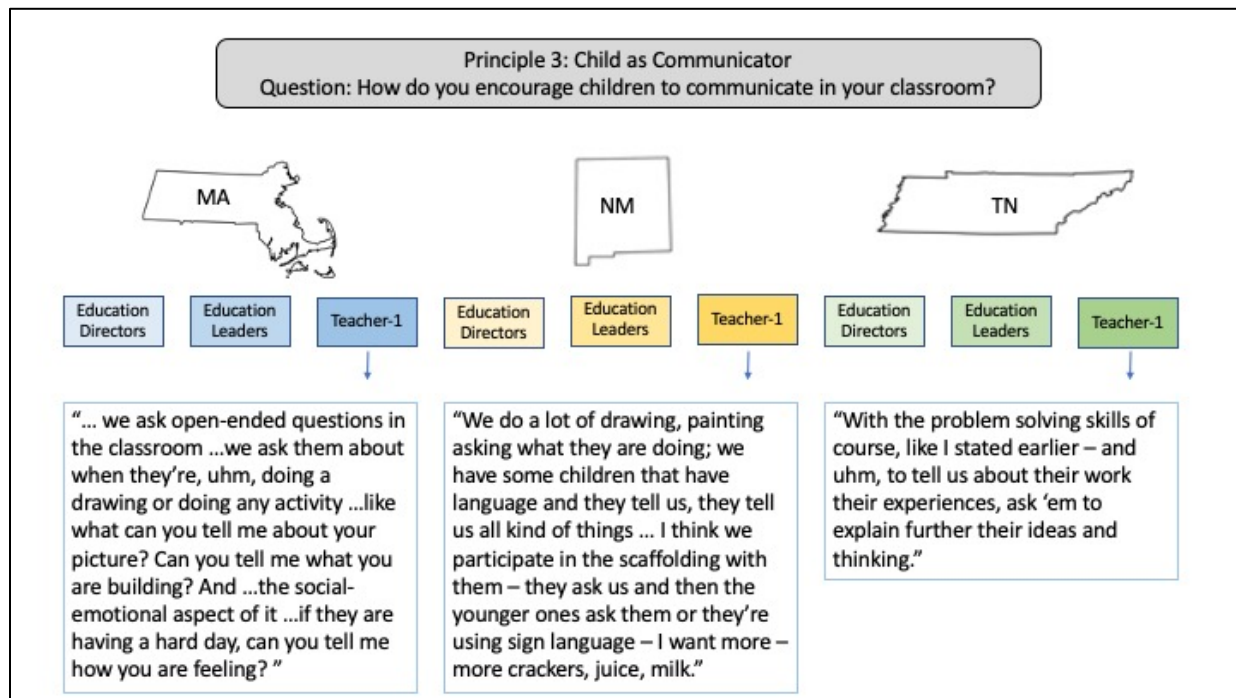 Principle 3: Child as Communicator
Question: How do you encourage children to communicate in your classroom?
MA
NM
TN
Education
Directors
Education
Leaders
Teacher-1
Education
Directors
Education
Leaders
Teacher-1
Education
Directors
Education
Leaders
Teacher-1
“... we ask open-ended questions in
the classroom ...we ask them about
when they’re, uhm, doing a
drawing or doing any activity ...like
what can you tell me about your
picture? Can you tell me what you
are building? And ...the social-
emotional aspect of it ...if they are
having a hard day, can you tell me
how you are feeling? ”
“We do a lot of drawing, painting
asking what they are doing; we
have some children that have
language and they tell us, they tell
us all kind of things ... I think we
participate in the scaffolding with
them – they ask us and then the
younger ones ask them or they’re
using sign language – I want more –
more crackers, juice, milk.”
“With the problem solving skills of
course, like I stated earlier – and
uhm, to tell us about their work
their experiences, ask ‘em to
explain further their ideas and
thinking.”